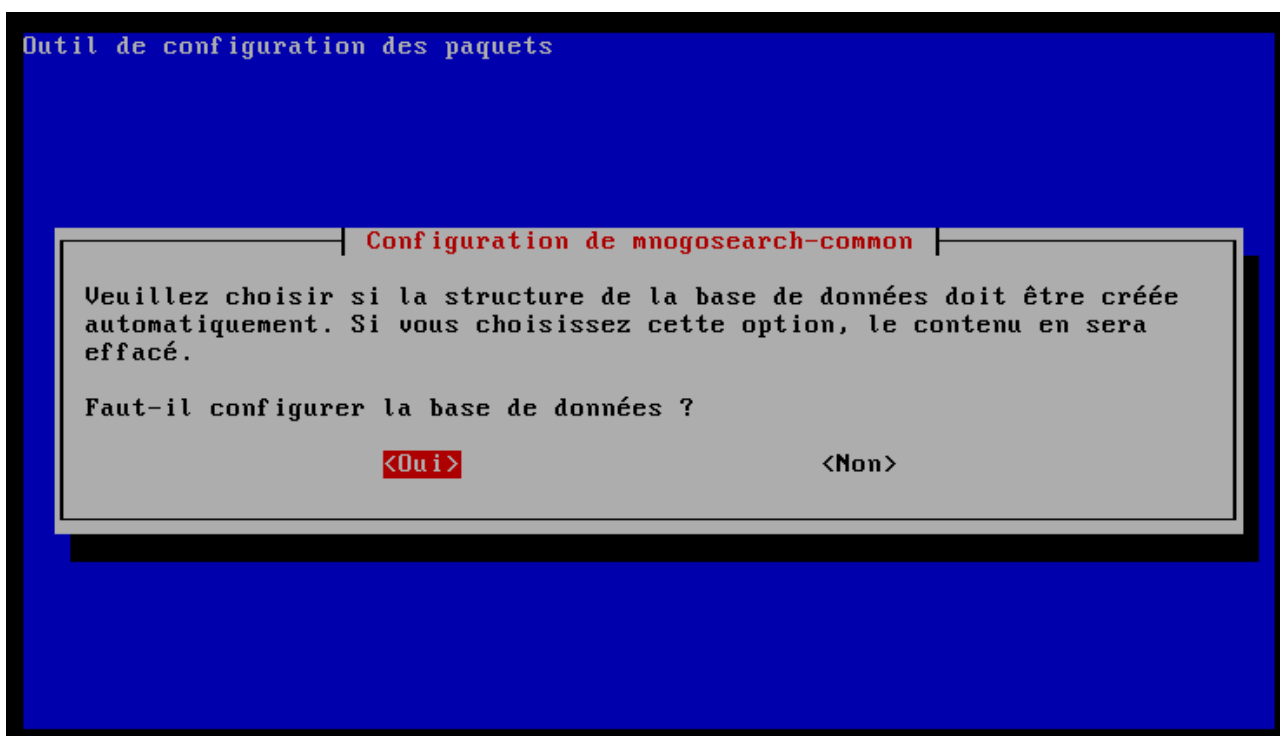 Outil de configuration des paquets
Configuration de mnogosearch-common
Veuillez choisir si la structure de la base de données doit être créée
automatiquement. Si vous choisissez cette option, le contenu en sera
effacé.
Faut-il configurer la base de données ?
<Oui> <Non>